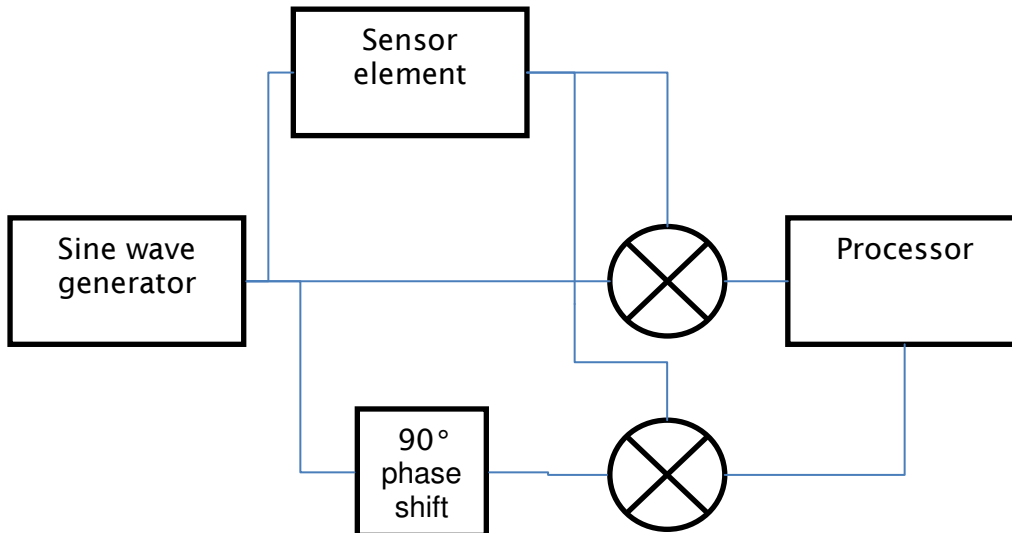 Sensor
element
Sine wave
generator
Processor
90°
phase
shift